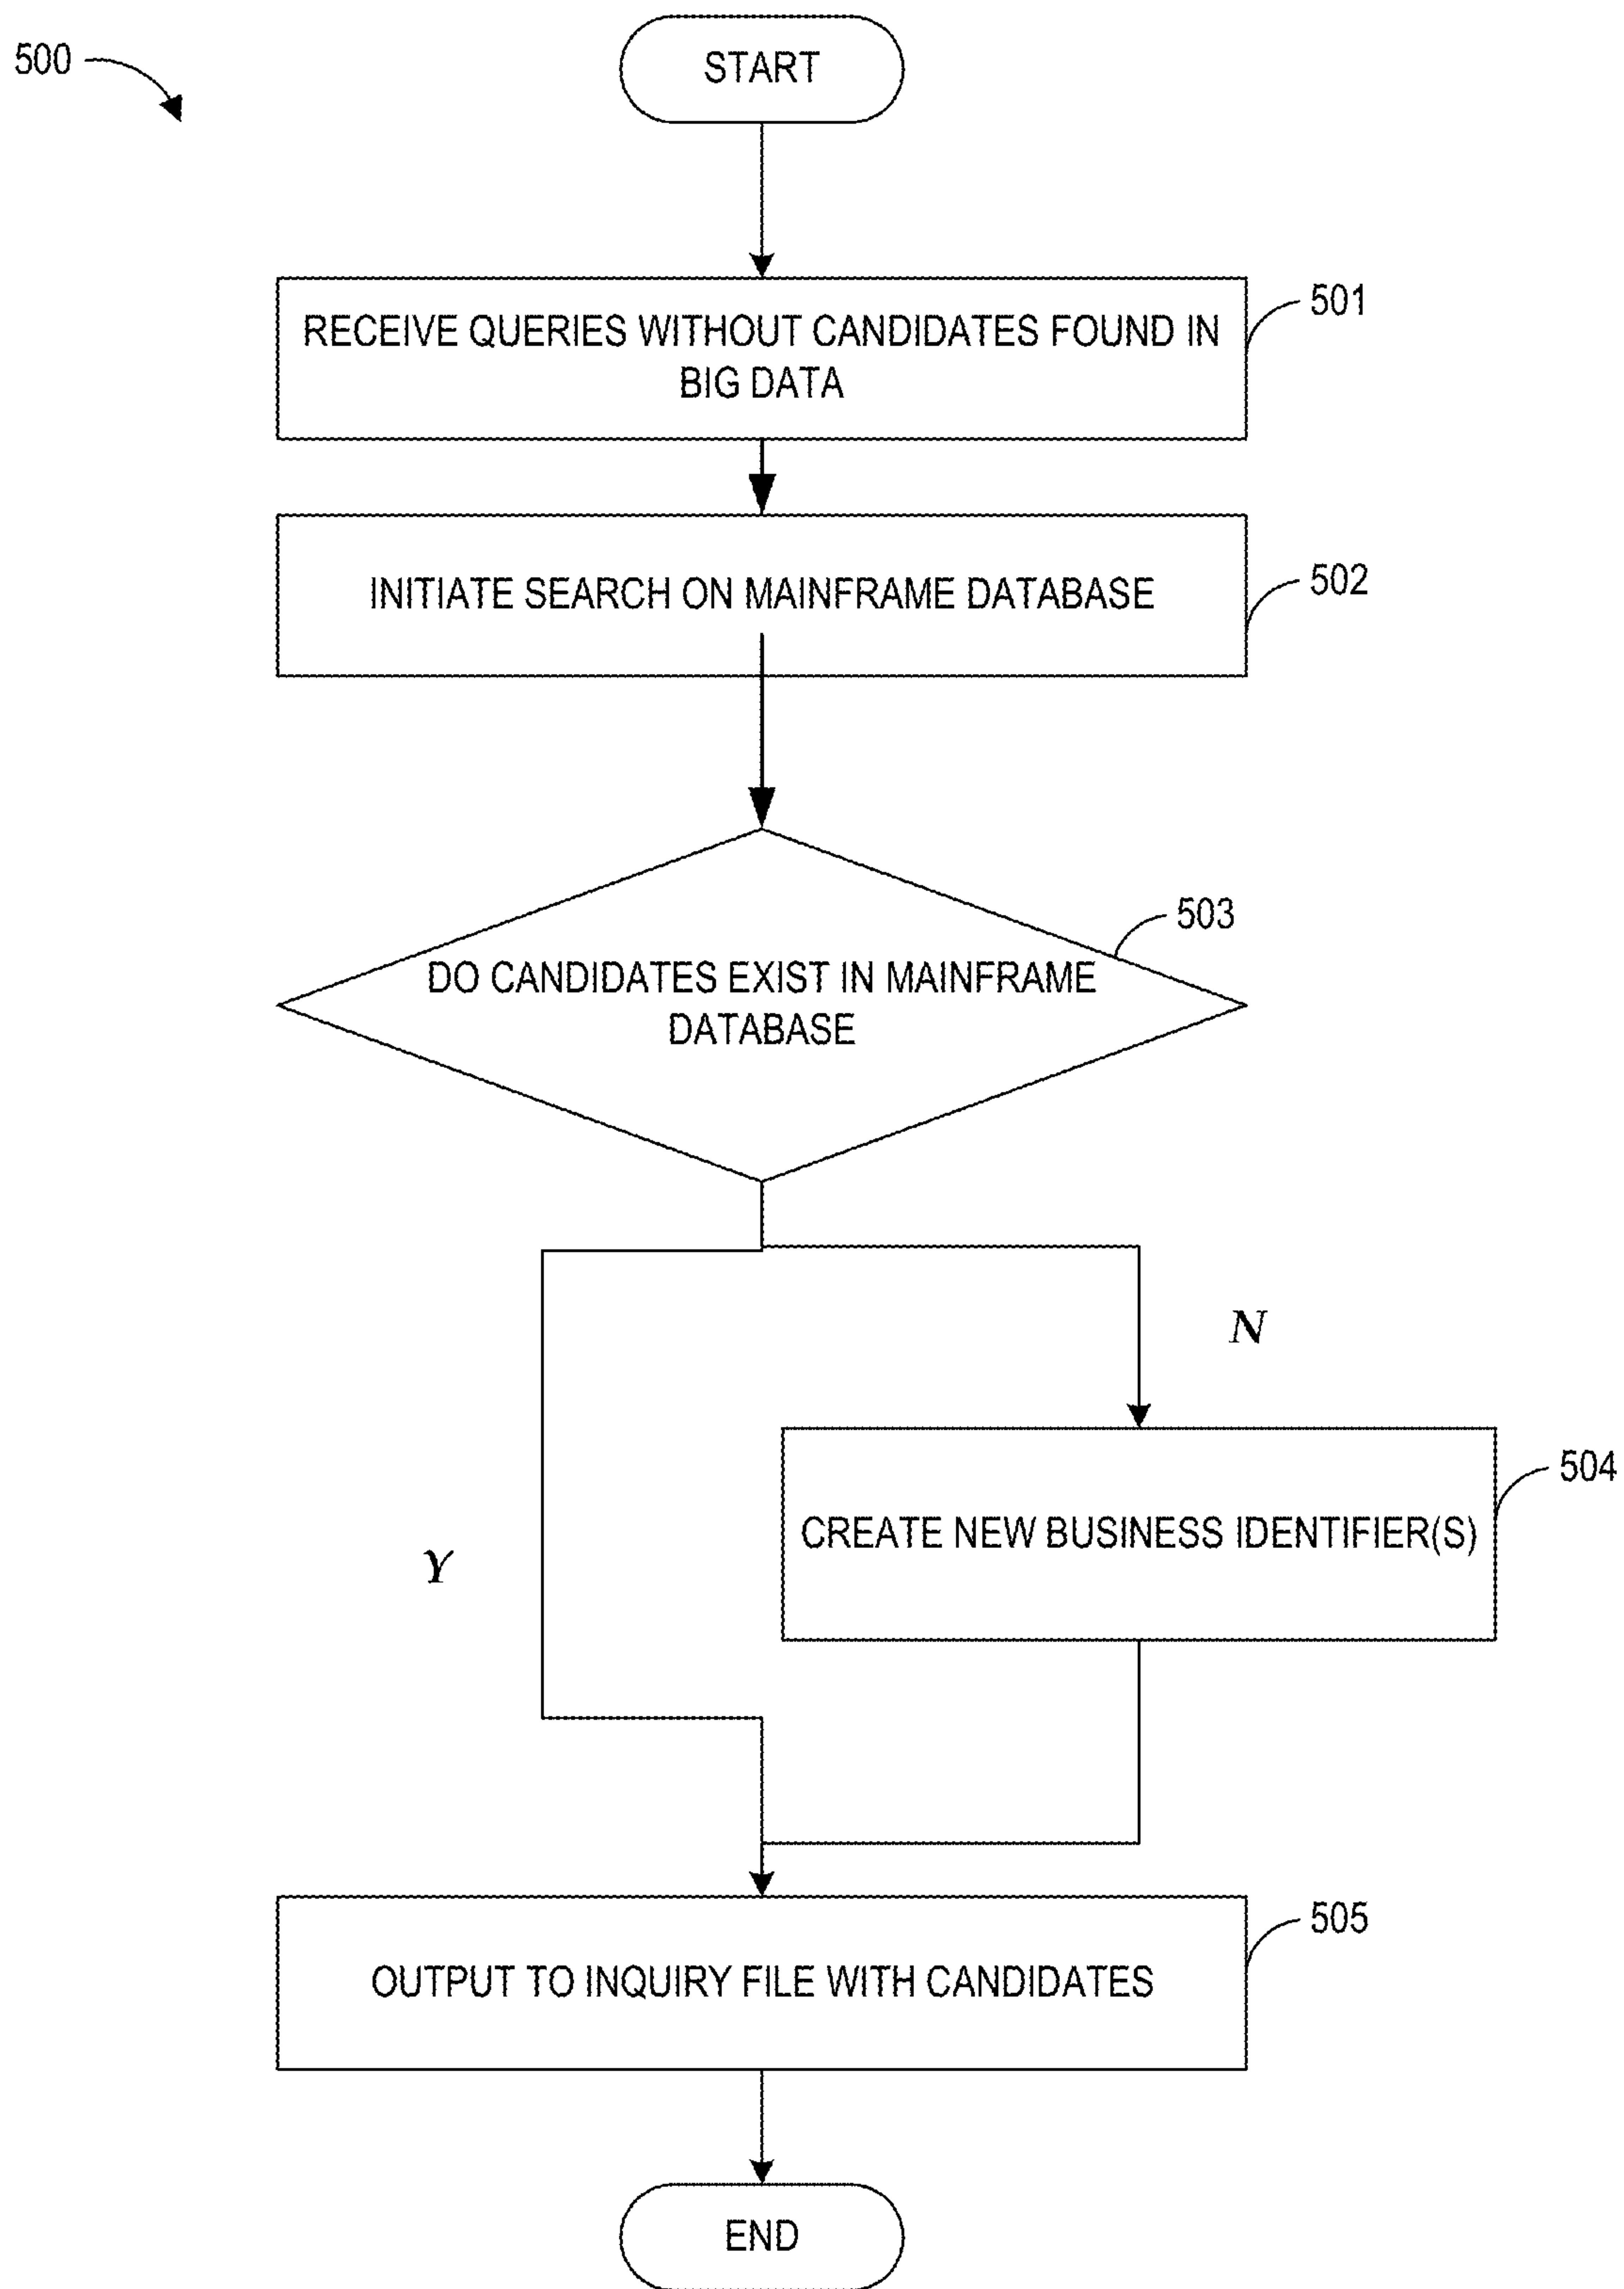 500
START
RECEIVE QUERIES WITHOUT CANDIDATES FOUND IN
BIG DATA
501
INITIATE SEARCH ON MAINFRAME DATABASE
502
503
DO CANDIDATES EXIST IN MAINFRAME
DATABASE
N
Y
504
CREATE NEW BUSINESS IDENTIFIER(S)
505
OUTPUT TO INQUIRY FILE WITH CANDIDATES
END